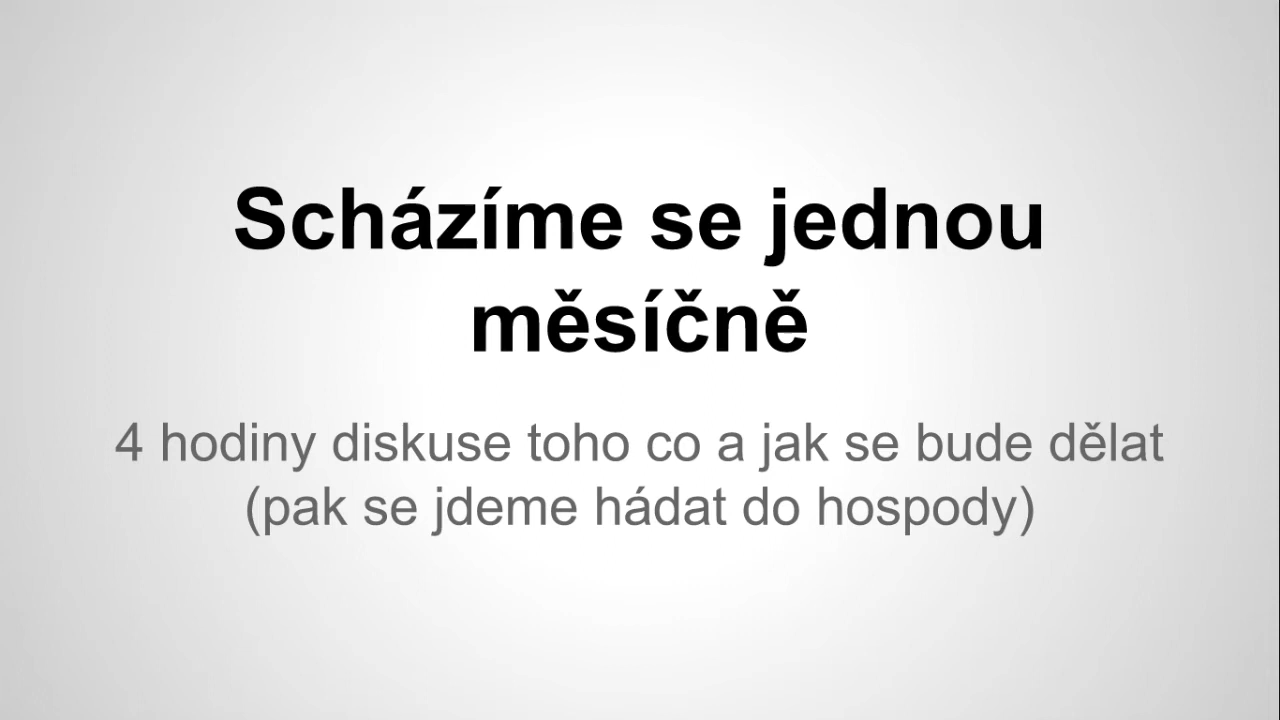 Scházíme se jednou
měsíčně
4 hodiny diskuse toho co a jak se bude dělat
(pak se jdeme hádat do hospody)